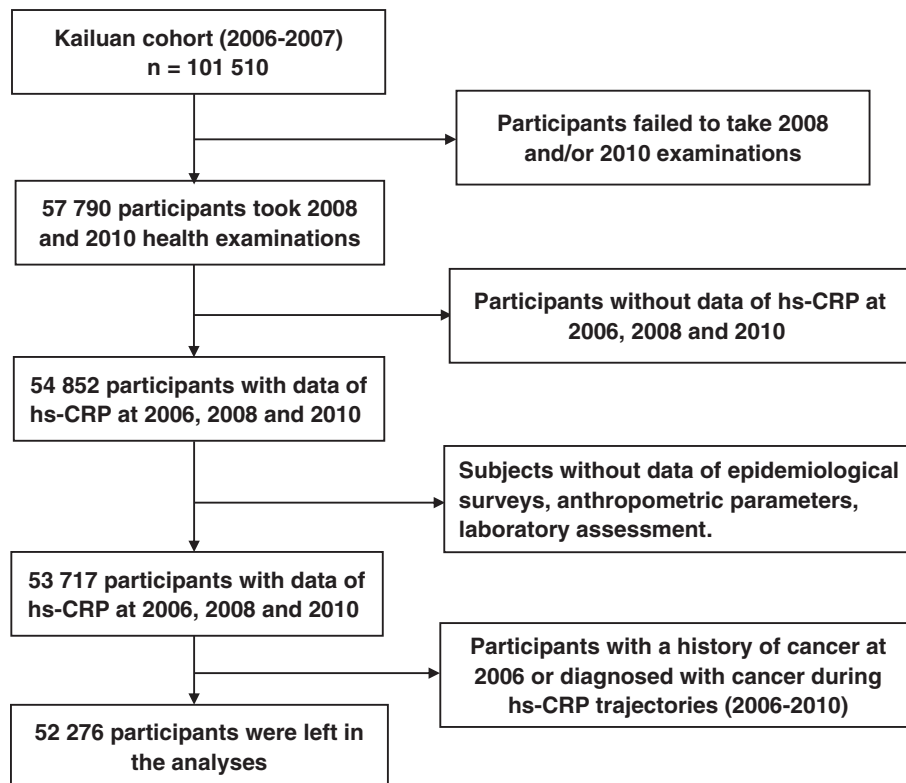 Kailuan cohort (2006-2007)
n = 101 510
Participants failed to take 2008
and/or 2010 examinations
57 790 participants took 2008
and 2010 health examinations
Participants without data of hs-CRP at
2006, 2008 and 2010
54 852 participants with data of
hs-CRP at 2006, 2008 and 2010
Subjects without data of epidemiological
surveys, anthropometric parameters,
laboratory assessment.
53 717 participants with data of
hs-CRP at 2006, 2008 and 2010
Participants with a history of cancer at
2006 or diagnosed with cancer during
hs-CRP trajectories (2006-2010)
52 276 participants were left in
the analyses